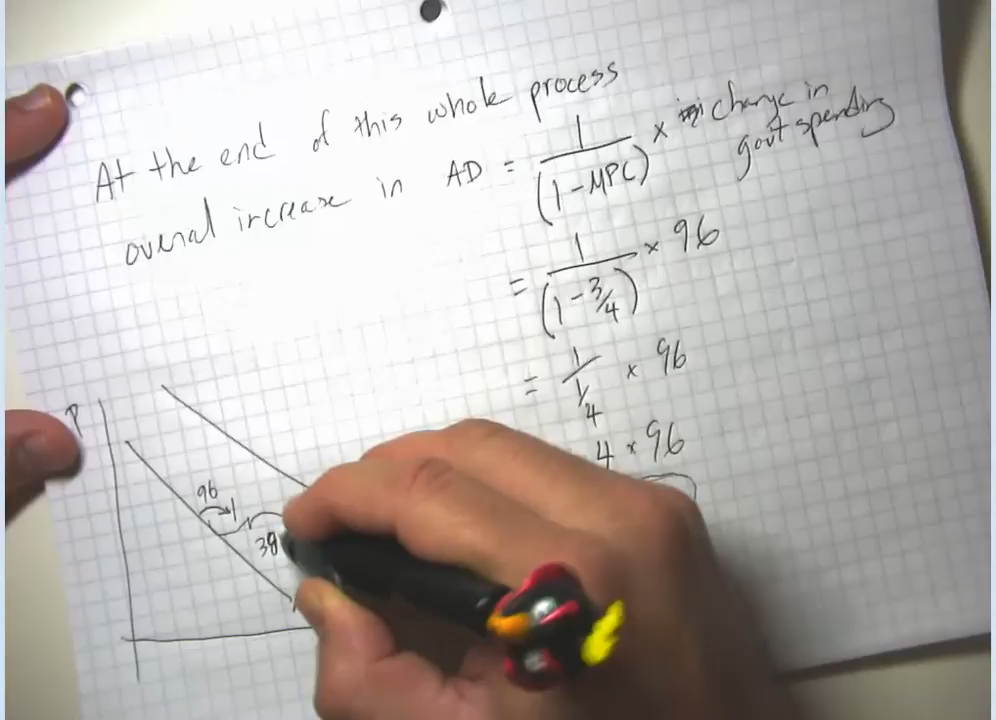 At the end of this whole process
overal increase in AD = 1/(1-MPC) × change in
govt spending
= 1/(1-3/4) × 96
= 1/1/4 × 96
4 × 96
P
96
38